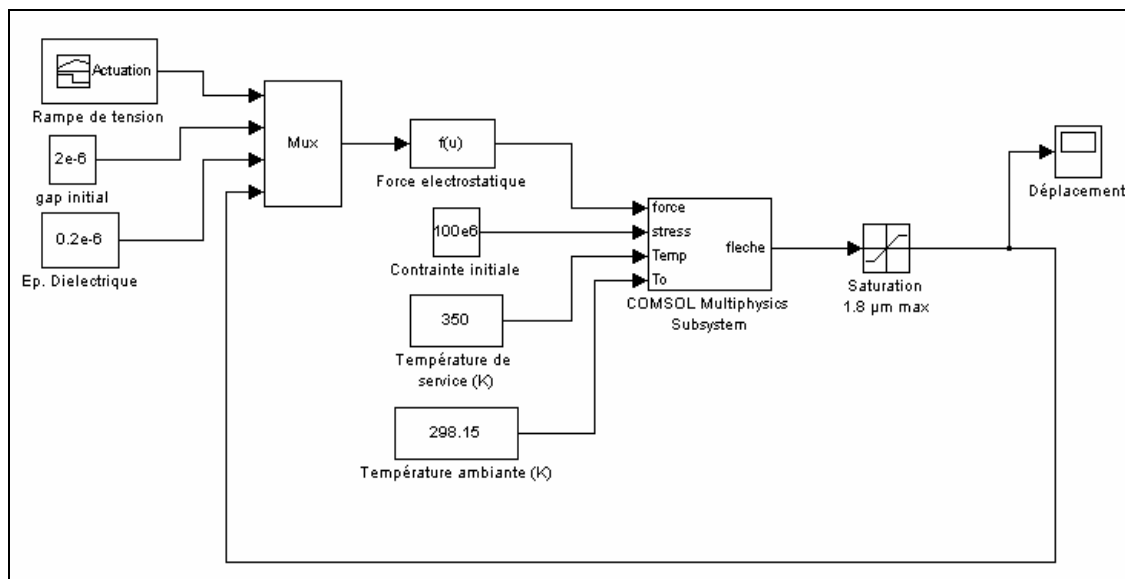 Actuation
Rampe de tension
2e-6
gap initial
0.2e-6
Ep. Dielectrique
Mux
f(u)
Force electrostatique
100e6
Contrainte initiale
350
Température de
service (K)
298.15
Température ambiante (K)
force
stress
Temp
To
fleche
COMSOL Multiphysics
Subsystem
Saturation
1.8 µm max
Déplacement